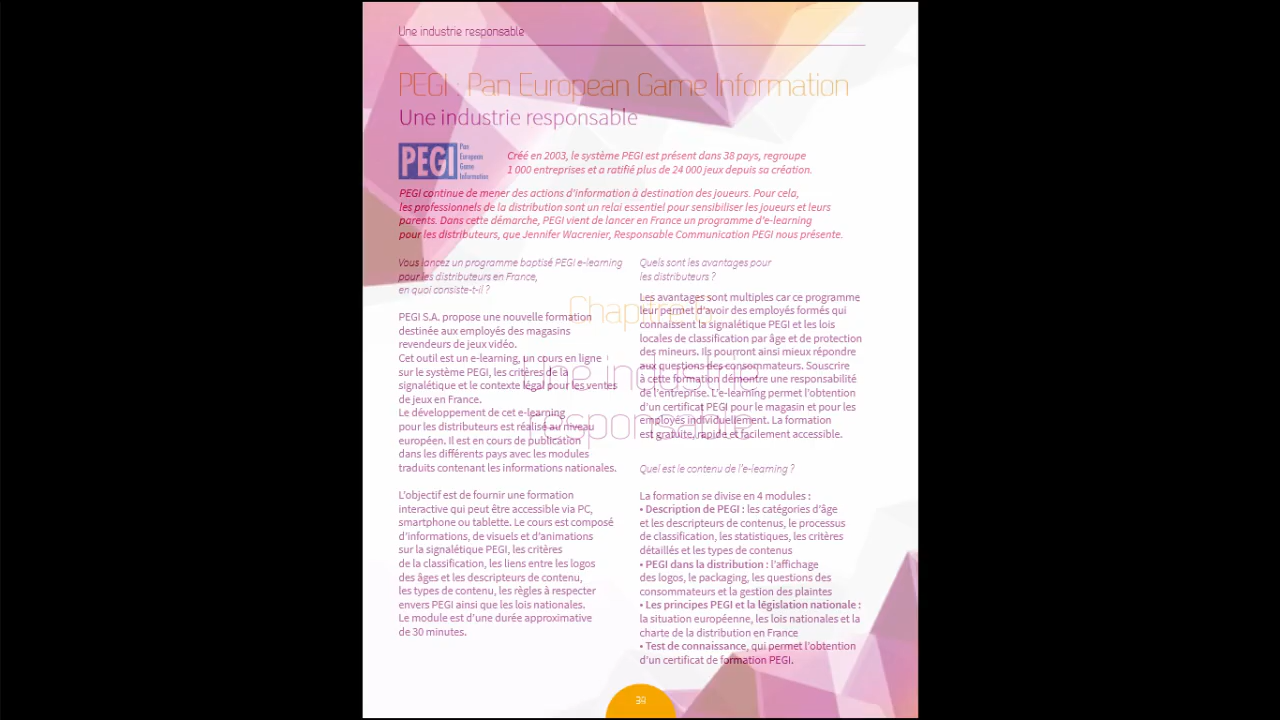 Une industrie responsable
PEGI : Pan European Game Information
Une industrie responsable
PEGI
Pan
European
Game
Information
Créé en 2003, le système PEGI est présent dans 38 pays, regroupe
1 000 entreprises et a ratifié plus de 24 000 jeux depuis sa création.
PEGI continue de mener des actions d'information à destination des joueurs. Pour cela,
les professionnels de la distribution sont un relai essentiel pour sensibiliser les joueurs et leurs
parents. Dans cette démarche, PEGI vient de lancer en France un programme d'e-learning
pour les distributeurs, que Jennifer Wacrenier, Responsable Communication PEGI nous présente.
Vous lancez un programme baptisé PEGI e-learning
pour les distributeurs en France,
en quoi consiste-t-il ?
PEGI S.A. propose une nouvelle formation
destinée aux employés des magasins
revendeurs de jeux vidéo.
Cet outil est un e-learning, un cours en ligne
sur le système PEGI, les critères de la
signalétique et le contexte légal pour les ventes
de jeux en France.
Le développement de cet e-learning
pour les distributeurs est réalisé au niveau
européen. Il est en cours de publication
dans les différents pays avec les modules
traduits contenant les informations nationales.
L'objectif est de fournir une formation
interactive qui peut être accessible via PC,
smartphone ou tablette. Le cours est composé
d'informations, de visuels et d'animations
sur la signalétique PEGI, les critères
de la classification, les liens entre les logos
des âges et les descripteurs de contenu,
les types de contenu, les règles à respecter
envers PEGI ainsi que les lois nationales.
Le module est d'une durée approximative
de 30 minutes.
Quels sont les avantages pour
les distributeurs ?
Les avantages sont multiples car ce programme
leur permet d'avoir des employés formés qui
connaissent la signalétique PEGI et les lois
locales de classification par âge et de protection
des mineurs. Ils pourront ainsi mieux répondre
aux questions des consommateurs. Souscrire
à cette formation démontre une responsabilité
de l'entreprise. L'e-learning permet l'obtention
d'un certificat PEGI pour le magasin et pour les
employés individuellement. La formation
est gratuite, rapide et facilement accessible.
Quel est le contenu de l'e-learning ?
La formation se divise en 4 modules :
• Description de PEGI : les catégories d'âge
et les descripteurs de contenus, le processus
de classification, les statistiques, les critères
détaillés et les types de contenus
• PEGI dans la distribution : l'affichage
des logos, le packaging, les questions des
consommateurs et la gestion des plaintes
• Les principes PEGI et la législation nationale :
la situation européenne, les lois nationales et la
charte de la distribution en France
• Test de connaissance, qui permet l'obtention
d'un certificat de formation PEGI.
Chapitre
Une industrie
responsable